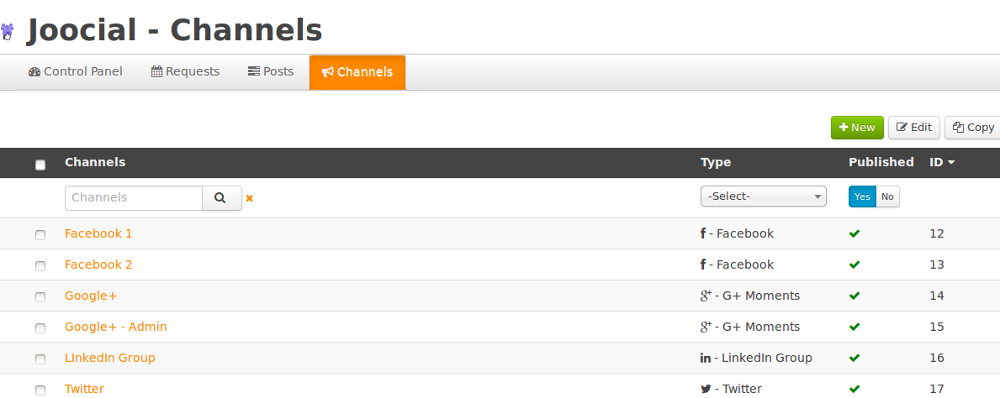 Joocial - Channels
Control Panel Requests Posts Channels
New Edit Copy
Channels Type Published ID
Channels -Select- Yes No
Facebook 1 f - Facebook 12
Facebook 2 f - Facebook 13
Google+ g+ - G+ Moments 14
Google+ - Admin g+ - G+ Moments 15
LInkedIn Group in - LinkedIn Group 16
Twitter - Twitter 17